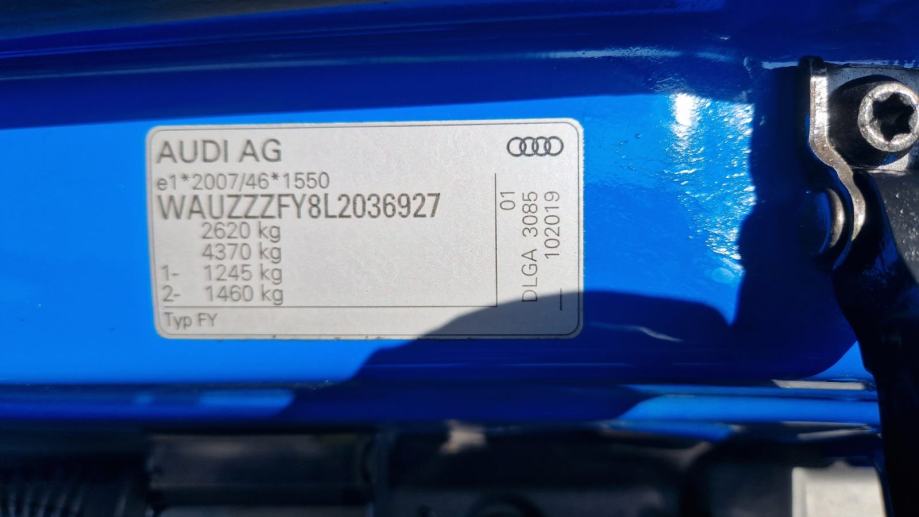 AUDI AG
e1*2007/46*1550
WAUZZZFY8L2036927
2620 kg
4370 kg
1- 1245 kg
2- 1460 kg
Typ FY
01
DLGA 3085
102019